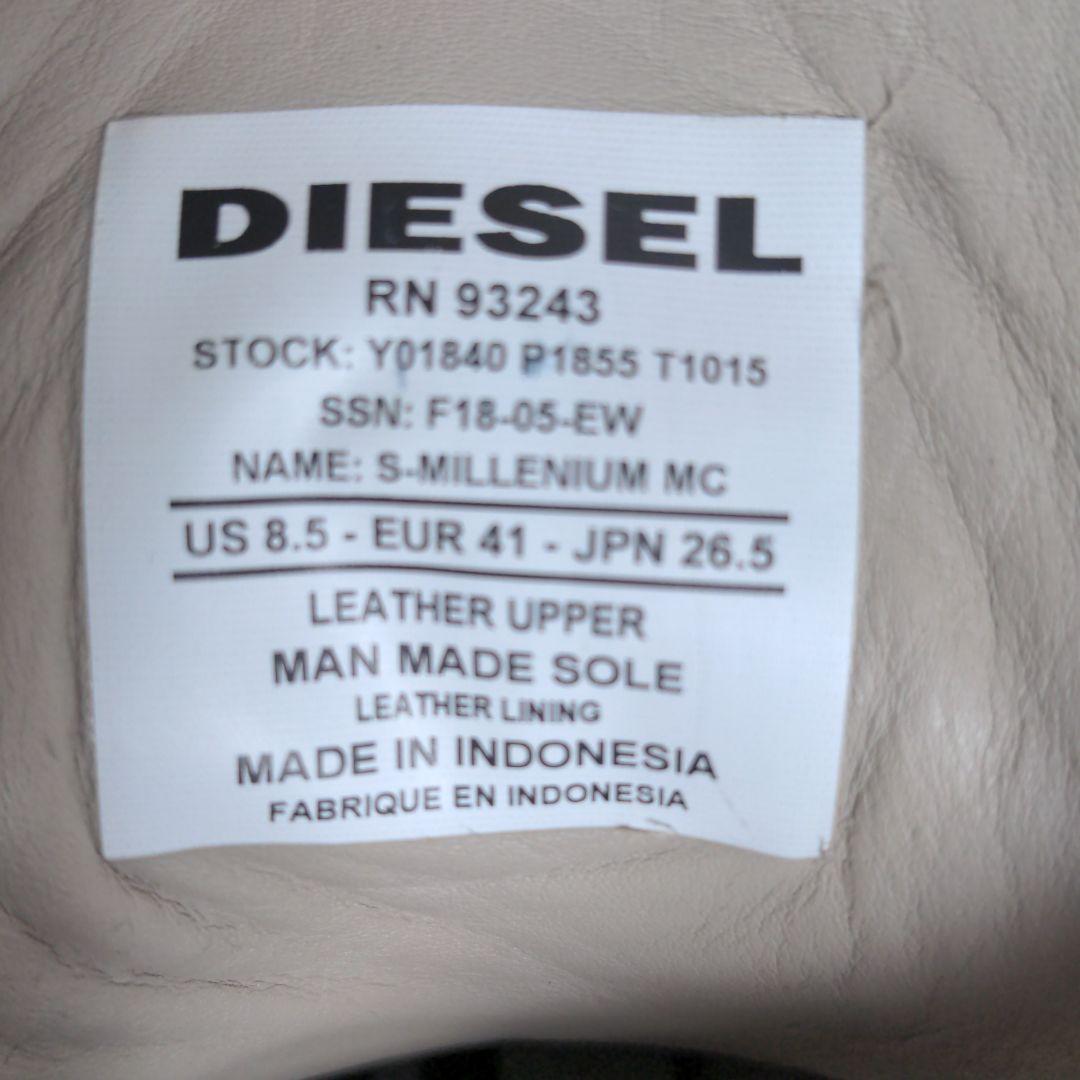 DIESEL
RN 93243
STOCK: Y01840 P1855 T1015
SSN: F18-05-EW
NAME: S-MILLENIUM MC
US 8.5 - EUR 41 - JPN 26.5
LEATHER UPPER
MAN MADE SOLE
LEATHER LINING
MADE IN INDONESIA
FABRIQUE EN INDONESIA